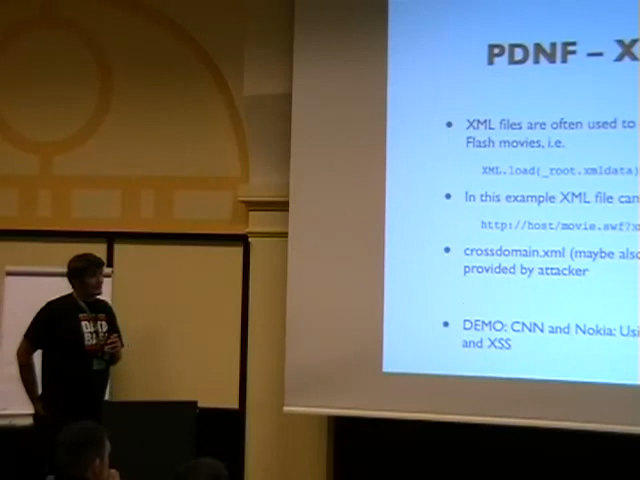 PDNF – X
XML files are often used to
Flash movies, i.e.
XML.load(_root.xmldata)
In this example XML file can
http://host/movie.swf?x
crossdomain.xml (maybe also
provided by attacker
DEMO: CNN and Nokia: Usi
and XSS